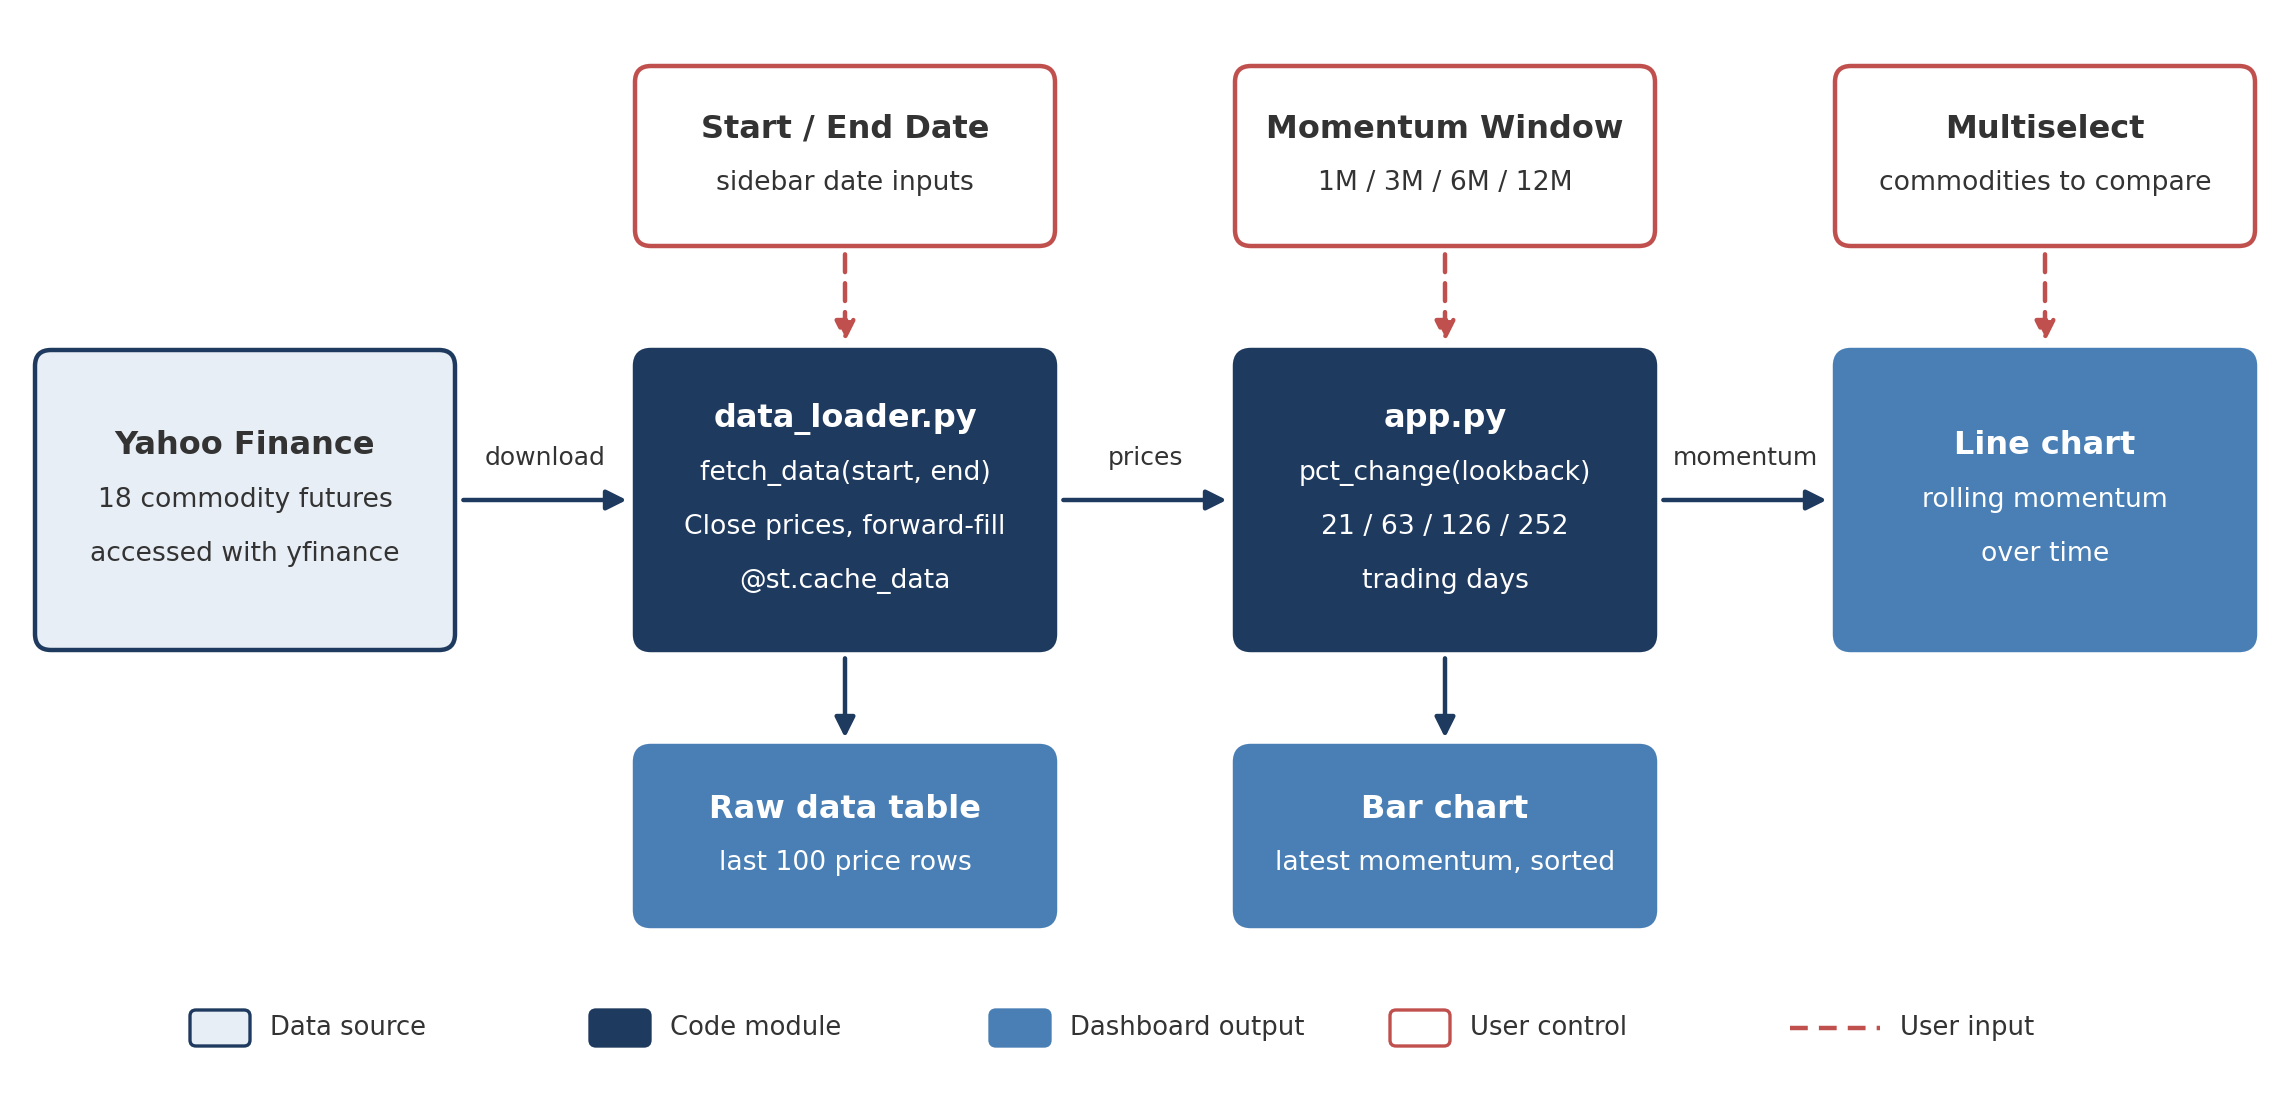 Start / End Date
sidebar date inputs
Momentum Window
1M / 3M / 6M / 12M
Multiselect
commodities to compare
Yahoo Finance
18 commodity futures
accessed with yfinance
download
data_loader.py
fetch_data(start, end)
Close prices, forward-fill
@st.cache_data
prices
app.py
pct_change(lookback)
21 / 63 / 126 / 252
trading days
momentum
Line chart
rolling momentum
over time
Raw data table
last 100 price rows
Bar chart
latest momentum, sorted
Data source
Code module
Dashboard output
User control
User input